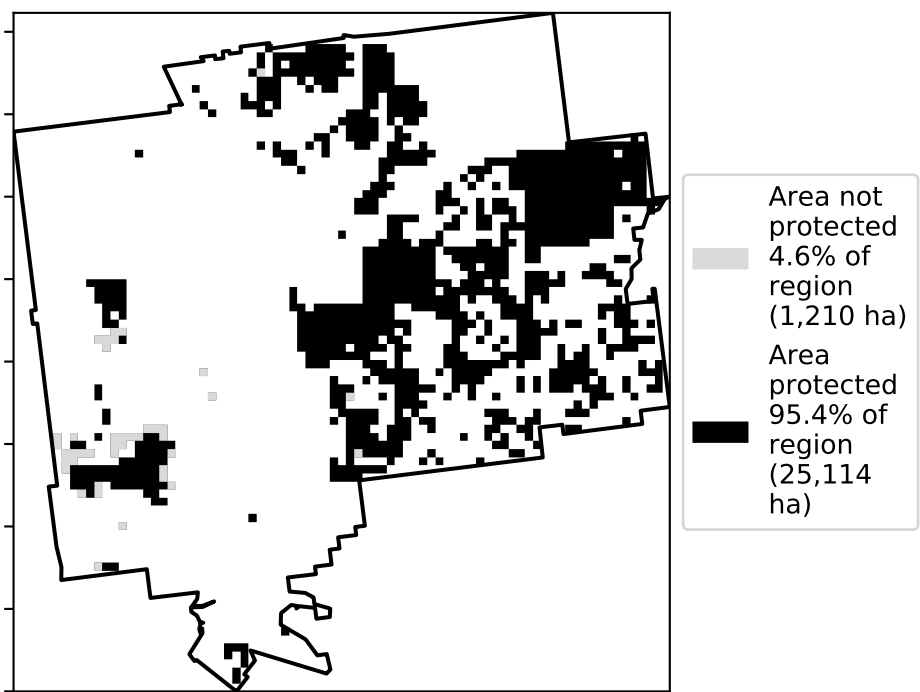 Area not
protected
4.6% of
region
(1,210 ha)
Area
protected
95.4% of
region
(25,114
ha)